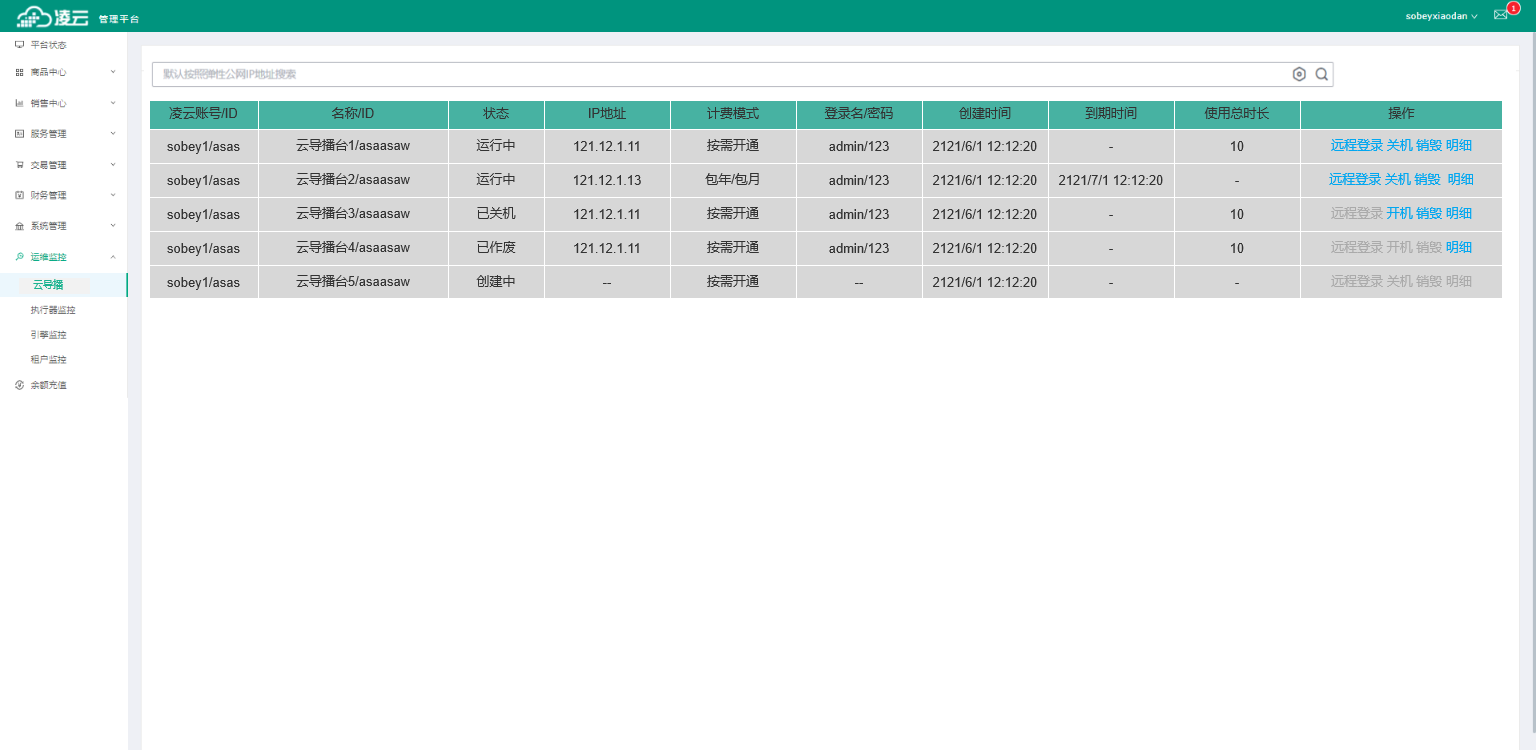 凌云 管理平台 sobeyxiaodan 1
平台状态
商品中心
销售中心
服务管理
交易管理
财务管理
系统管理
运维监控
云导播
执行器监控
引擎监控
租户监控
余额充值
默认按照弹性公网IP地址搜索
凌云账号/ID 名称/ID 状态 IP地址 计费模式 登录名/密码 创建时间 到期时间 使用总时长 操作
sobey1/asas 云导播台1/asaasaw 运行中 121.12.1.11 按需开通 admin/123 2121/6/1 12:12:20 - 10 远程登录 关机 销毁 明细
sobey1/asas 云导播台2/asaasaw 运行中 121.12.1.13 包年/包月 admin/123 2121/6/1 12:12:20 2121/7/1 12:12:20 - 远程登录 关机 销毁 明细
sobey1/asas 云导播台3/asaasaw 已关机 121.12.1.11 按需开通 admin/123 2121/6/1 12:12:20 - 10 远程登录 开机 销毁 明细
sobey1/asas 云导播台4/asaasaw 已作废 121.12.1.11 按需开通 admin/123 2121/6/1 12:12:20 - 10 远程登录 开机 销毁 明细
sobey1/asas 云导播台5/asaasaw 创建中 -- 按需开通 -- 2121/6/1 12:12:20 - - 远程登录 关机 销毁 明细